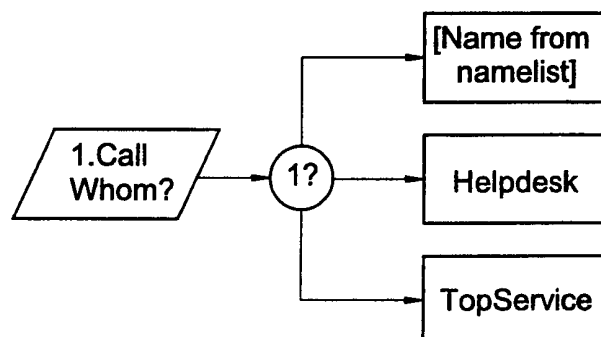 [Name from
namelist]
1.Call
Whom?
1?
Helpdesk
TopService